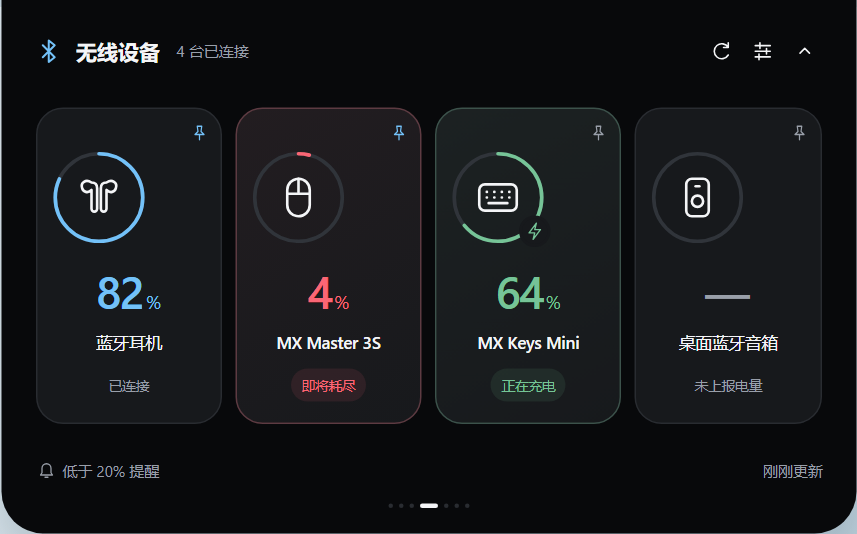 无线设备 4 台已连接
82%
蓝牙耳机
已连接
4%
MX Master 3S
即将耗尽
64%
MX Keys Mini
正在充电
—
桌面蓝牙音箱
未上报电量
低于 20% 提醒
刚刚更新